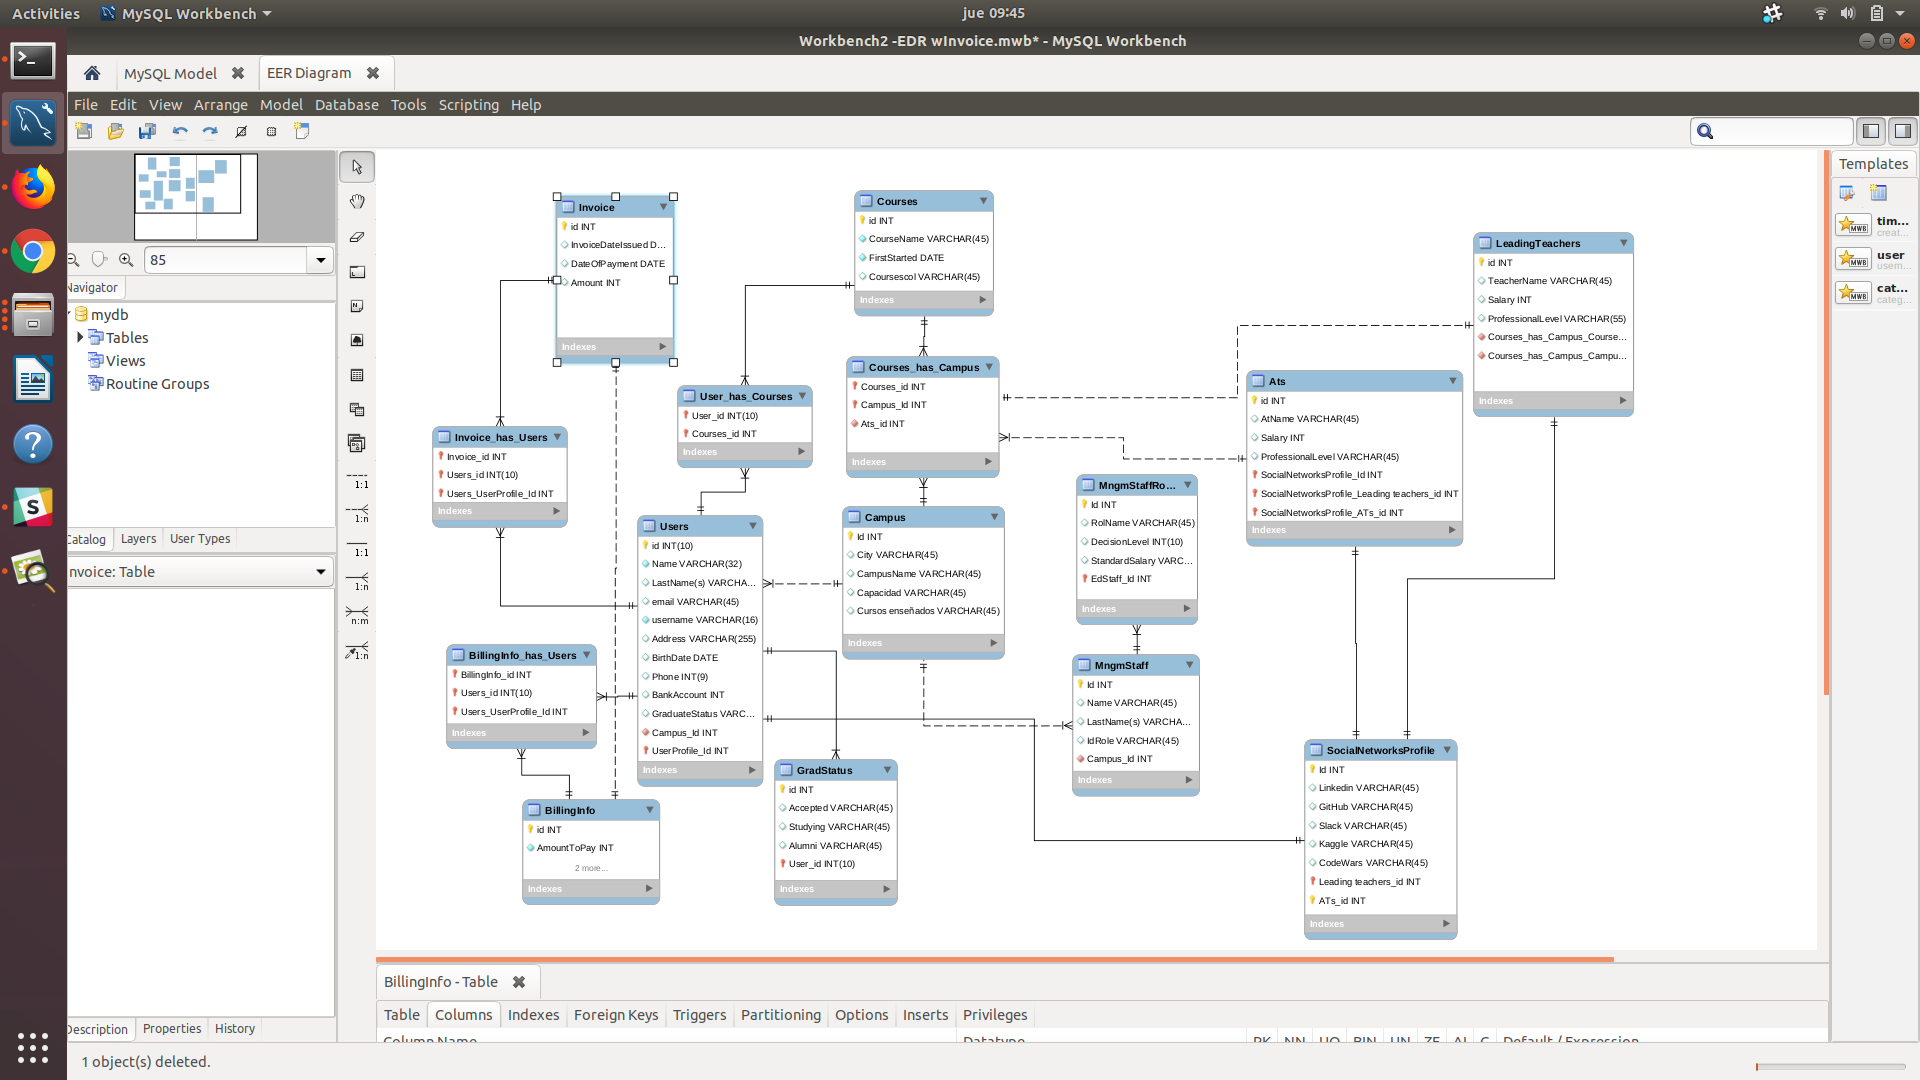 Activities
MySQL Workbench
jue 09:45
Workbench2 -EDR wInvoice.mwb* - MySQL Workbench
MySQL Model
EER Diagram
File Edit View Arrange Model Database Tools Scripting Help
85
Navigator
mydb
Tables
Views
Routine Groups
Catalog
Layers
User Types
nvoice: Table
Description
Properties
History
1 object(s) deleted.
1:1
1:n
1:1
1:n
n:m
1:n
Invoice
id INT
InvoiceDateIssued D...
DateOfPayment DATE
Amount INT
Indexes
Courses
id INT
CourseName VARCHAR(45)
FirstStarted DATE
Coursescol VARCHAR(45)
Indexes
LeadingTeachers
id INT
TeacherName VARCHAR(45)
Salary INT
ProfessionalLevel VARCHAR(55)
Courses_has_Campus_Course...
Courses_has_Campus_Campu...
Indexes
Courses_has_Campus
Courses_id INT
Campus_Id INT
Ats_id INT
Indexes
User_has_Courses
User_id INT(10)
Courses_id INT
Indexes
Ats
id INT
AtName VARCHAR(45)
Salary INT
ProfessionalLevel VARCHAR(45)
SocialNetworksProfile_Id INT
SocialNetworksProfile_Leading teachers_id INT
SocialNetworksProfile_ATs_id INT
Indexes
Invoice_has_Users
Invoice_id INT
Users_id INT(10)
Users_UserProfile_Id INT
Indexes
Users
id INT(10)
Name VARCHAR(32)
LastName(s) VARCHA...
email VARCHAR(45)
username VARCHAR(16)
Address VARCHAR(255)
BirthDate DATE
Phone INT(9)
BankAccount INT
GraduateStatus VARC...
Campus_Id INT
UserProfile_Id INT
Indexes
Campus
Id INT
City VARCHAR(45)
CampusName VARCHAR(45)
Capacidad VARCHAR(45)
Cursos enseñados VARCHAR(45)
Indexes
MngmStaffRo...
Id INT
RolName VARCHAR(45)
DecisionLevel INT(10)
StandardSalary VARC...
EdStaff_Id INT
Indexes
MngmStaff
Id INT
Name VARCHAR(45)
LastName(s) VARCHA...
IdRole VARCHAR(45)
Campus_Id INT
Indexes
BillingInfo_has_Users
BillingInfo_id INT
Users_id INT(10)
Users_UserProfile_Id INT
Indexes
BillingInfo
id INT
AmountToPay INT
2 more...
Indexes
GradStatus
id INT
Accepted VARCHAR(45)
Studying VARCHAR(45)
Alumni VARCHAR(45)
User_id INT(10)
Indexes
SocialNetworksProfile
Id INT
Linkedin VARCHAR(45)
GitHub VARCHAR(45)
Slack VARCHAR(45)
Kaggle VARCHAR(45)
CodeWars VARCHAR(45)
Leading teachers_id INT
ATs_id INT
Indexes
Templates
tim...
creat...
user
usern...
cat...
categ...
BillingInfo - Table
Table Columns Indexes Foreign Keys Triggers Partitioning Options Inserts Privileges
Column Name Datatype PK NN UQ BIN UN ZF AI G Default / Expression